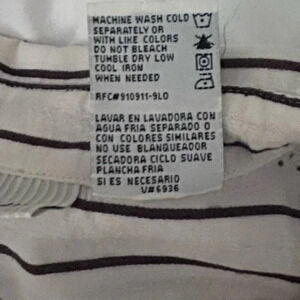 MACHINE WASH COLD
SEPARATELY OR
WITH LIKE COLORS
DO NOT BLEACH
TUMBLE DRY LOW
COOL IRON
WHEN NEEDED
RFC#910911-9L0
LAVAR EN LAVADORA CON
AGUA FRIA SEPARADO O
CON COLORES SIMILARES
NO USE BLANQUEADOR
SECADORA CICLO SUAVE
PLANCHA FRIA
SI ES NECESARIO
V#6936